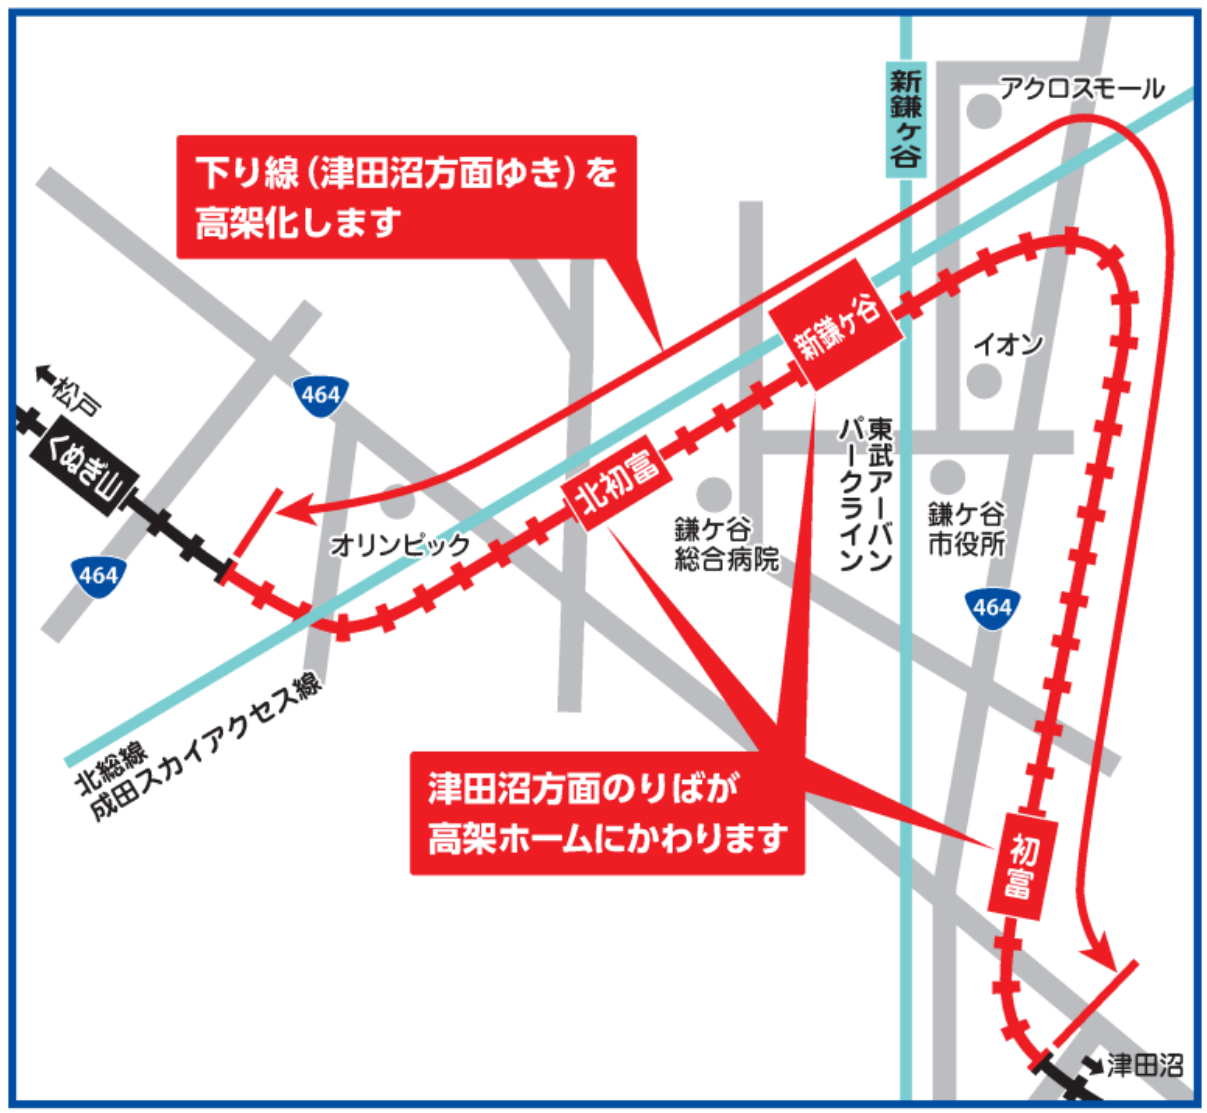 アクロスモール
新鎌ヶ谷
下り線(津田沼方面ゆき)を
高架化します
新鎌ヶ谷
イオン
464
松戸
くぬぎ山
北初富
東武アーバン
パークライン
鎌ケ谷
総合病院
鎌ケ谷
市役所
オリンピック
464
464
北総線
成田スカイアクセス線
津田沼方面のりばが
高架ホームにかわります
初富
津田沼